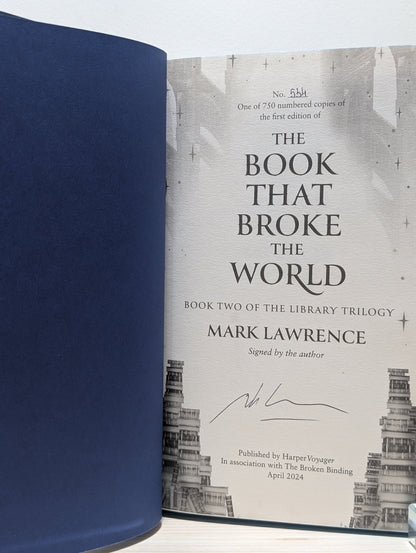 No. 554
One of 750 numbered copies of
the first edition of
THE
BOOK
THAT
BROKE
THE
WORLD
BOOK TWO OF THE LIBRARY TRILOGY
MARK LAWRENCE
Signed by the author
Published by HarperVoyager
In association with The Broken Binding
April 2024